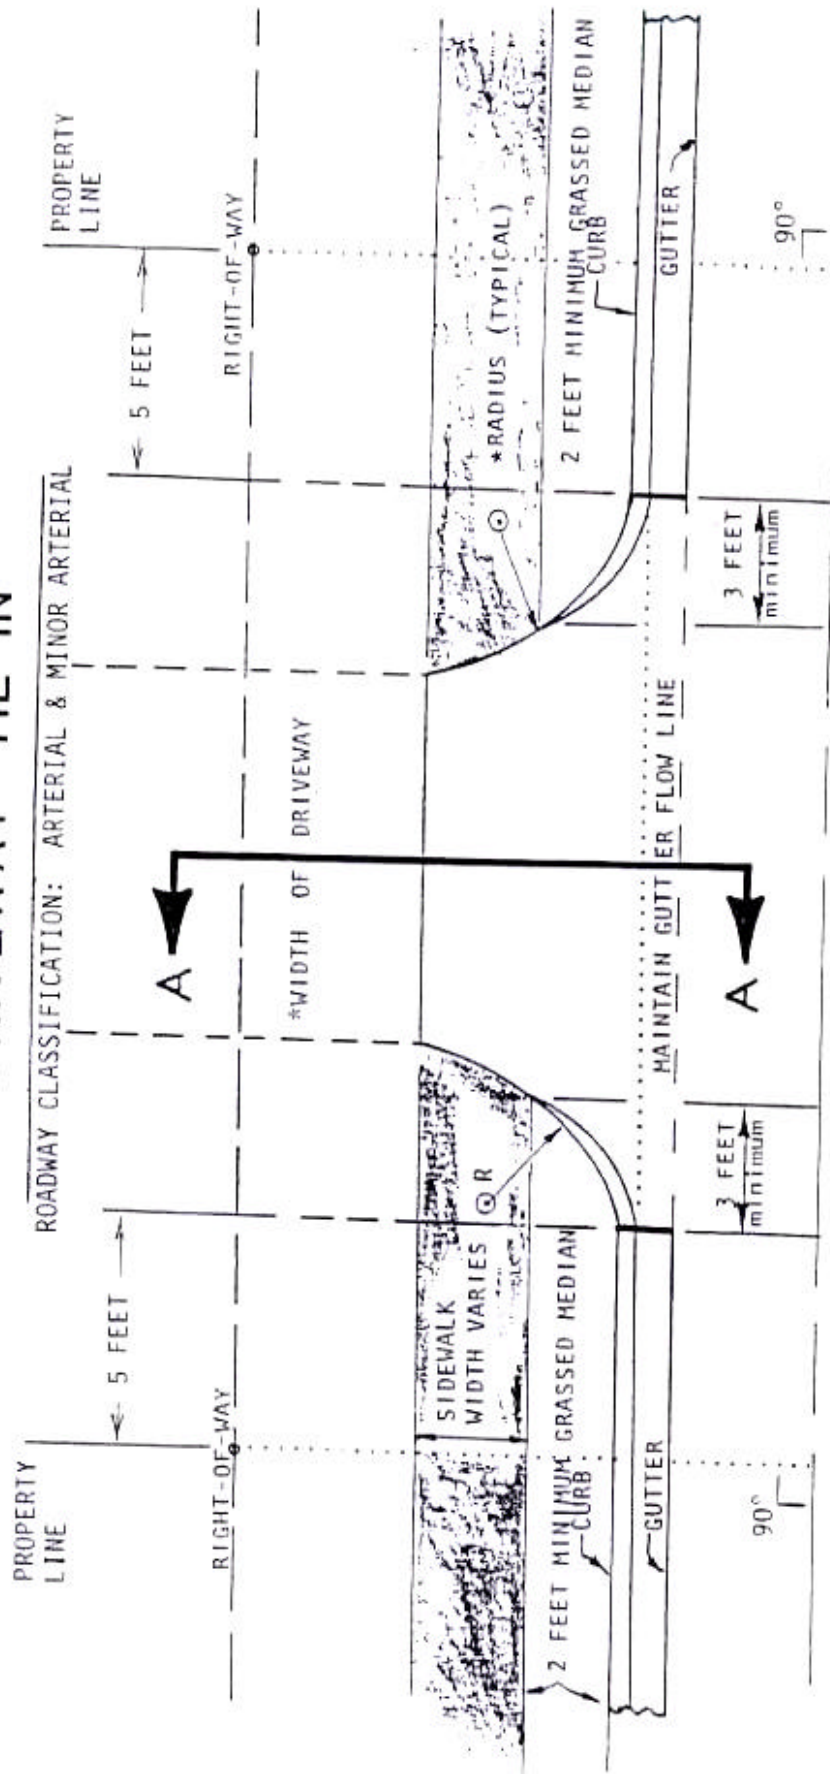 ROADWAY CLASSIFICATION: ARTERIAL & MINOR ARTERIAL
PROPERTY
LINE
5 FEET
RIGHT-OF-WAY
5 FEET
PROPERTY
LINE
RIGHT-OF-WAY
A
*WIDTH OF DRIVEWAY
SIDEWALK
WIDTH VARIES
R
*RADIUS (TYPICAL)
2 FEET MINIMUM GRASSED MEDIAN
CURB
GUTTER
2 FEET MINIMUM GRASSED MEDIAN
CURB
GUTTER
MAINTAIN GUTTER FLOW LINE
A
90°
3 FEET
minimum
3 FEET
minimum
90°